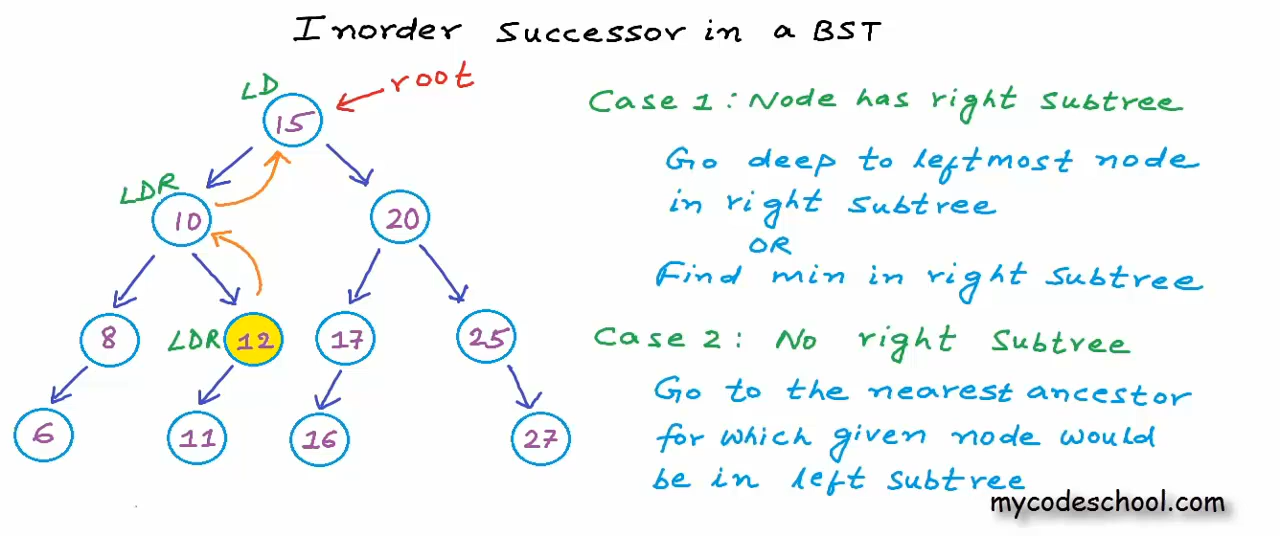 Inorder Successor in a BST
LD
root
15
LDR
10
20
8
LDR
12
17
25
6
11
16
27
Case 1: Node has right subtree
Go deep to leftmost node
in right subtree
OR
Find min in right subtree
Case 2: No right Subtree
Go to the nearest ancestor
for which given node would
be in left subtree
mycodeschool.com